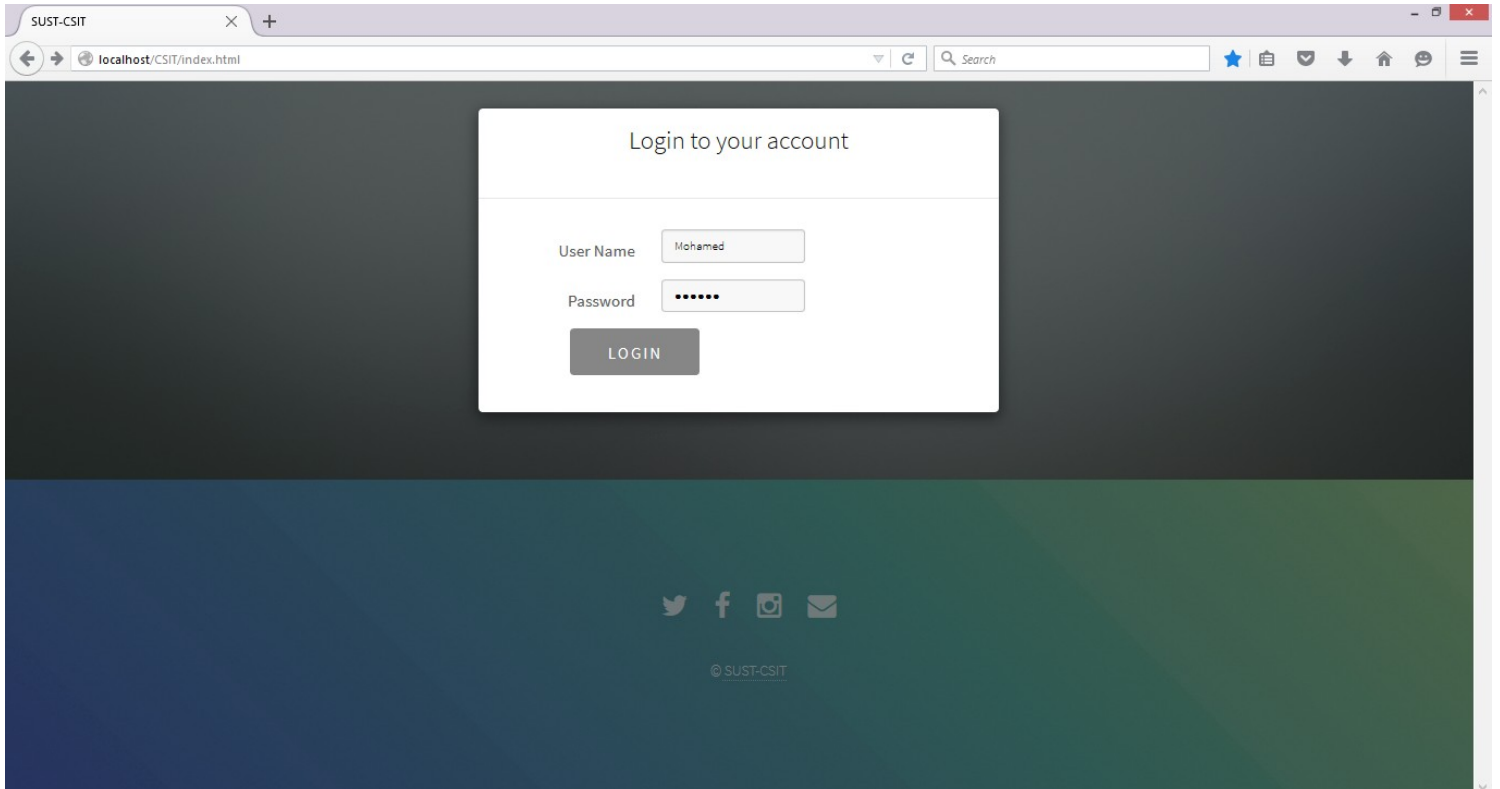 SUST-CSIT
localhost/CSIT/index.html
Search
Login to your account
User Name
Mohamed
Password
••••••
LOGIN
© SUST-CSIT